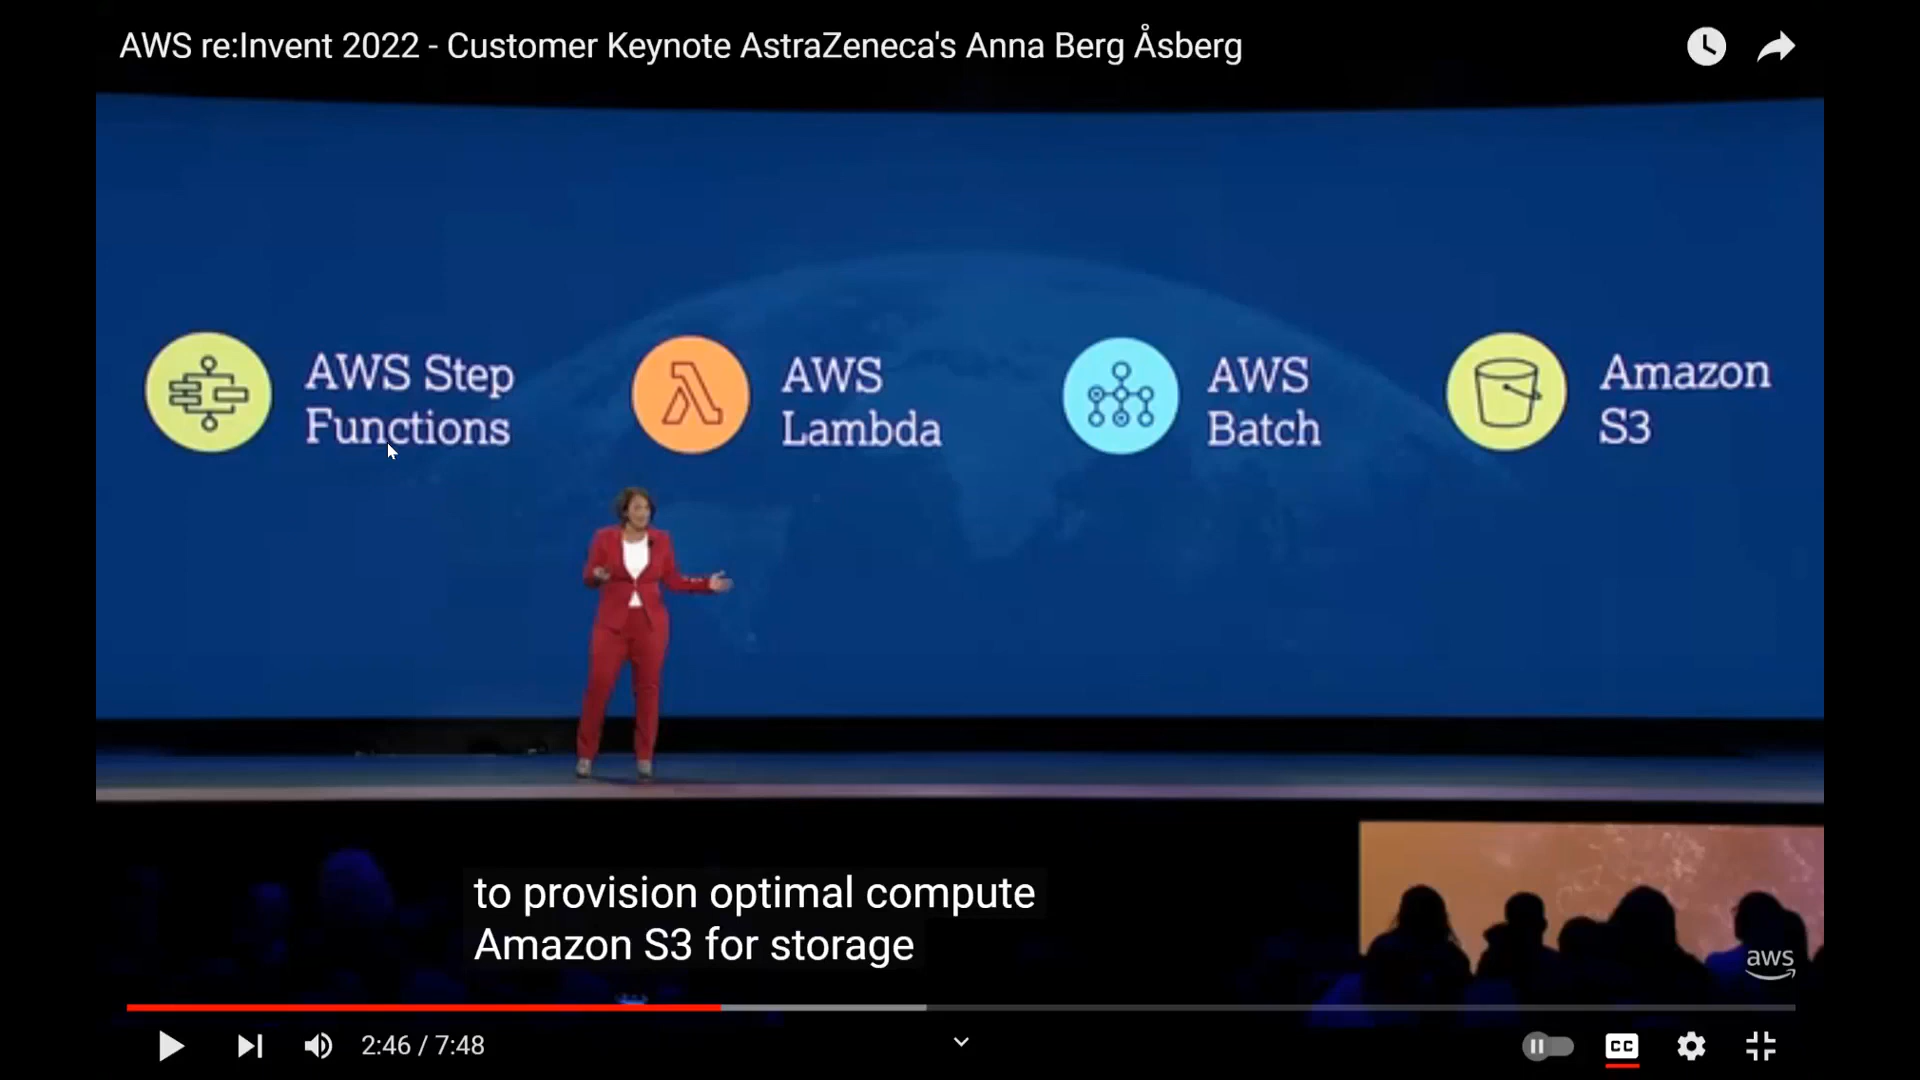 AWS re:Invent 2022 - Customer Keynote AstraZeneca's Anna Berg Åsberg
AWS Step
Functions
AWS
Lambda
AWS
Batch
Amazon
S3
to provision optimal compute
Amazon S3 for storage
aws
2:46 / 7:48
CC